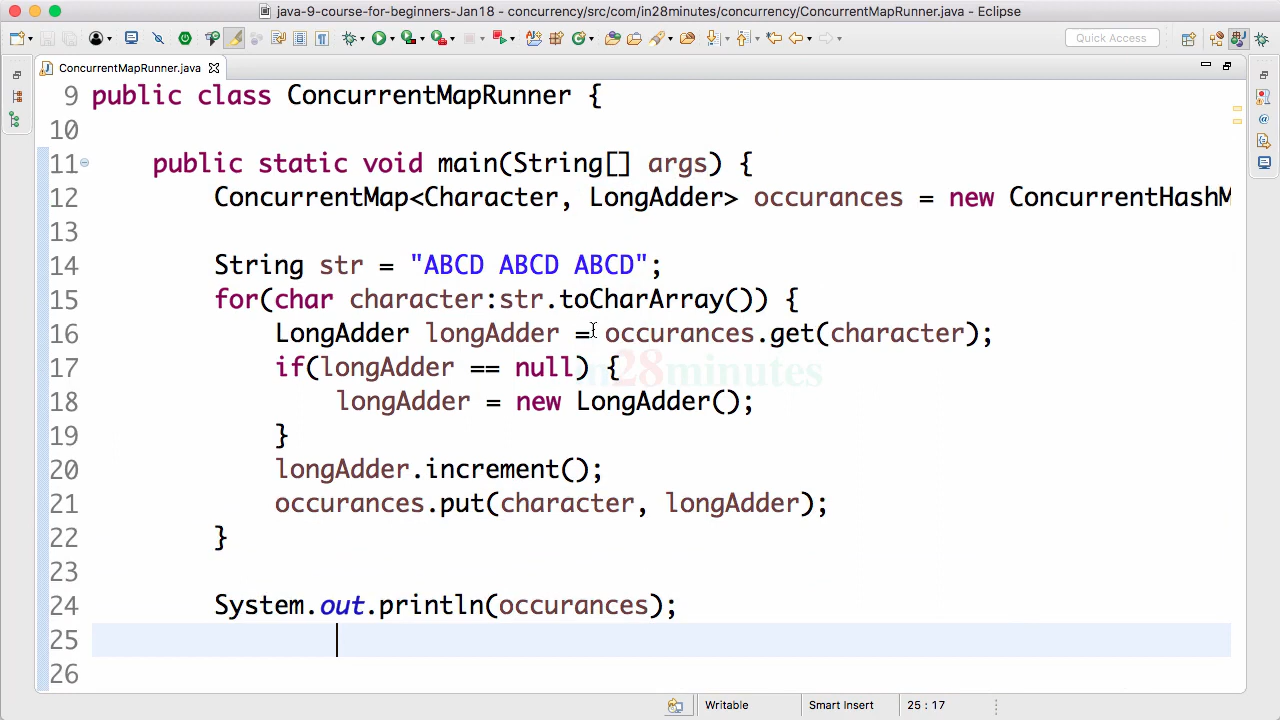 java-9-course-for-beginners-Jan18 - concurrency/src/com/in28minutes/concurrency/ConcurrentMapRunner.java - Eclipse
Quick Access
ConcurrentMapRunner.java
9 public class ConcurrentMapRunner {
10
11 public static void main(String[] args) {
12 ConcurrentMap<Character, LongAdder> occurances = new ConcurrentHashM
13
14 String str = "ABCD ABCD ABCD";
15 for(char character:str.toCharArray()) {
16 LongAdder longAdder = occurances.get(character);
17 if(longAdder == null) {
in28minutes
18 longAdder = new LongAdder();
19 }
20 longAdder.increment();
21 occurances.put(character, longAdder);
22 }
23
24 System.out.println(occurances);
25
26
Writable Smart Insert 25 : 17